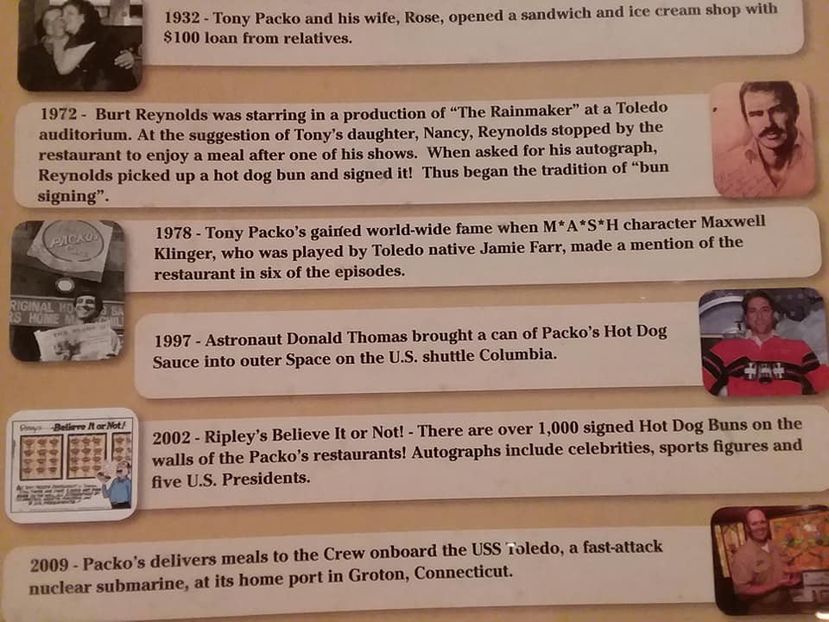 1932 - Tony Packo and his wife, Rose, opened a sandwich and ice cream shop with
$100 loan from relatives.
1972 - Burt Reynolds was starring in a production of “The Rainmaker” at a Toledo
auditorium. At the suggestion of Tony’s daughter, Nancy, Reynolds stopped by the
restaurant to enjoy a meal after one of his shows. When asked for his autograph,
Reynolds picked up a hot dog bun and signed it! Thus began the tradition of “bun
signing”.
PACKO'S
1978 - Tony Packo’s gained world-wide fame when M*A*S*H character Maxwell
Klinger, who was played by Toledo native Jamie Farr, made a mention of the
restaurant in six of the episodes.
RIGINAL HO
S HOME M
1997 - Astronaut Donald Thomas brought a can of Packo’s Hot Dog
Sauce into outer Space on the U.S. shuttle Columbia.
Believe It or Not!
2002 - Ripley’s Believe It or Not! - There are over 1,000 signed Hot Dog Buns on the
walls of the Packo’s restaurants! Autographs include celebrities, sports figures and
five U.S. Presidents.
2009 - Packo’s delivers meals to the Crew onboard the USS Toledo, a fast-attack
nuclear submarine, at its home port in Groton, Connecticut.